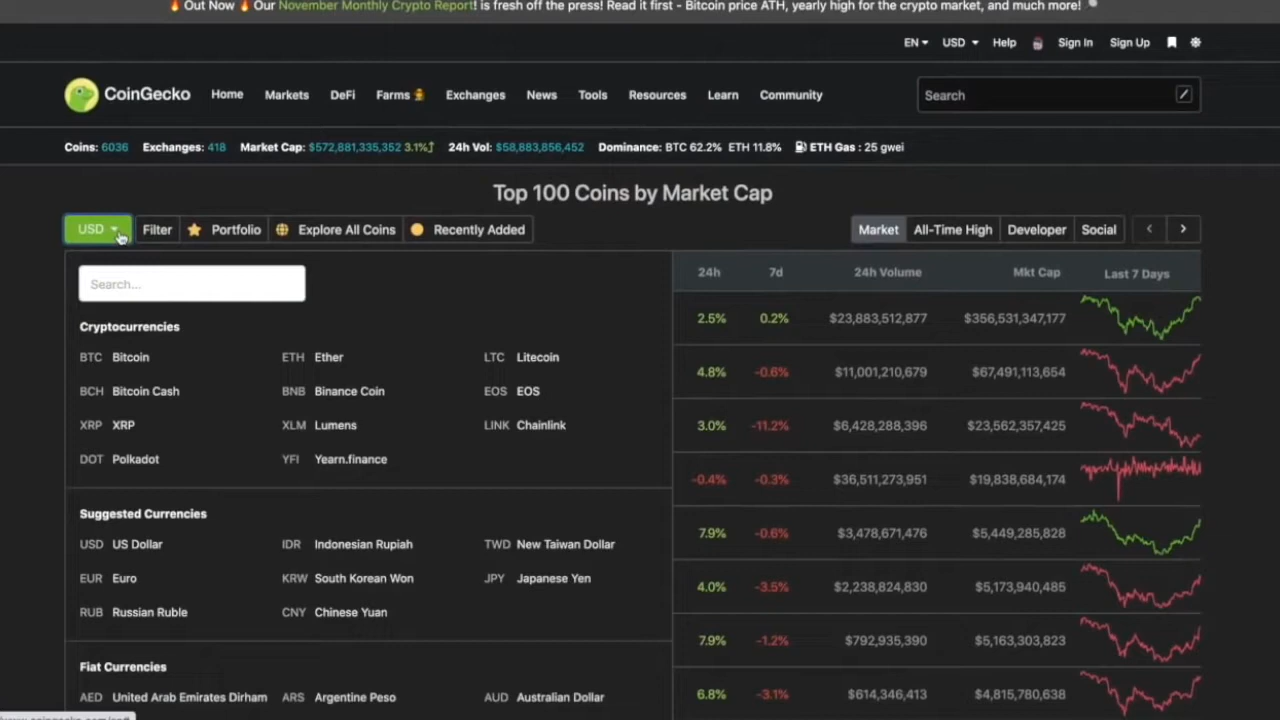 Out Now Our November Monthly Crypto Report! is fresh off the press! Read it first - Bitcoin price ATH, yearly high for the crypto market, and much more!
EN USD Help Sign In Sign Up
CoinGecko Home Markets DeFi Farms Exchanges News Tools Resources Learn Community Search
Coins: 6036 Exchanges: 418 Market Cap: $572,881,335,352 3.1% 24h Vol: $58,883,856,452 Dominance: BTC 62.2% ETH 11.8% ETH Gas : 25 gwei
Top 100 Coins by Market Cap
USD Filter Portfolio Explore All Coins Recently Added Market All-Time High Developer Social
Search...
24h 7d 24h Volume Mkt Cap Last 7 Days
2.5% 0.2% $23,883,512,877 $356,531,347,177
Cryptocurrencies
BTC Bitcoin ETH Ether LTC Litecoin
4.8% -0.6% $11,001,210,679 $67,491,113,654
BCH Bitcoin Cash BNB Binance Coin EOS EOS
XRP XRP XLM Lumens LINK Chainlink
3.0% -11.2% $6,428,288,396 $23,562,357,425
DOT Polkadot YFI Yearn.finance
-0.4% -0.3% $36,511,273,951 $19,838,684,174
Suggested Currencies
7.9% -0.6% $3,478,671,476 $5,449,285,828
USD US Dollar IDR Indonesian Rupiah TWD New Taiwan Dollar
EUR Euro KRW South Korean Won JPY Japanese Yen
4.0% -3.5% $2,238,824,830 $5,173,940,485
RUB Russian Ruble CNY Chinese Yuan
7.9% -1.2% $792,935,390 $5,163,303,823
Fiat Currencies
AED United Arab Emirates Dirham ARS Argentine Peso AUD Australian Dollar
6.8% -3.1% $614,346,413 $4,815,780,638